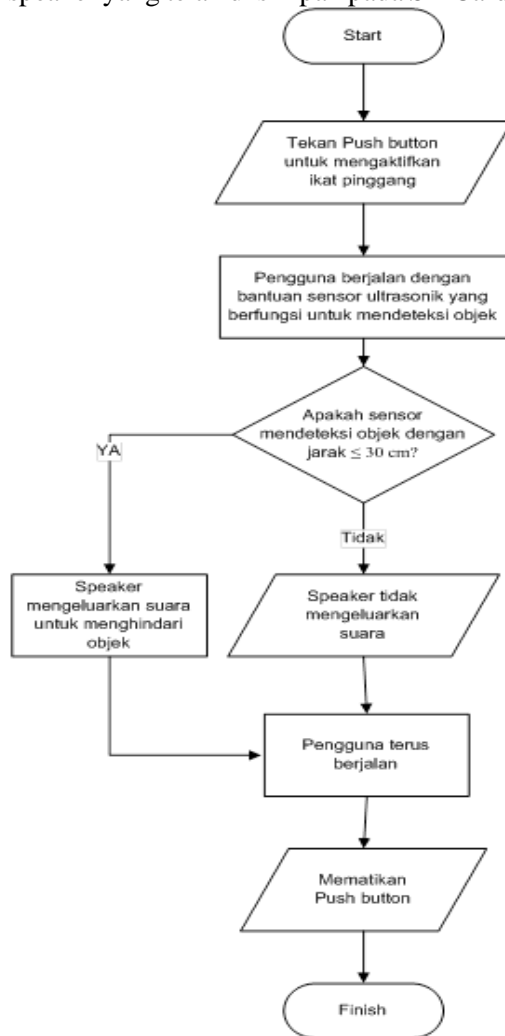 Start
Tekan Push button
untuk mengaktifkan
ikat pinggang
Pengguna berjalan dengan
bantuan sensor ultrasonik yang
berfungsi untuk mendeteksi objek
Apakah sensor
mendeteksi objek dengan
jarak ≤ 30 cm?
YA
Tidak
Speaker
mengeluarkan suara
untuk menghindari
objek
Speaker tidak
mengeluarkan
suara
Pengguna terus
berjalan
Mematikan
Push button
Finish